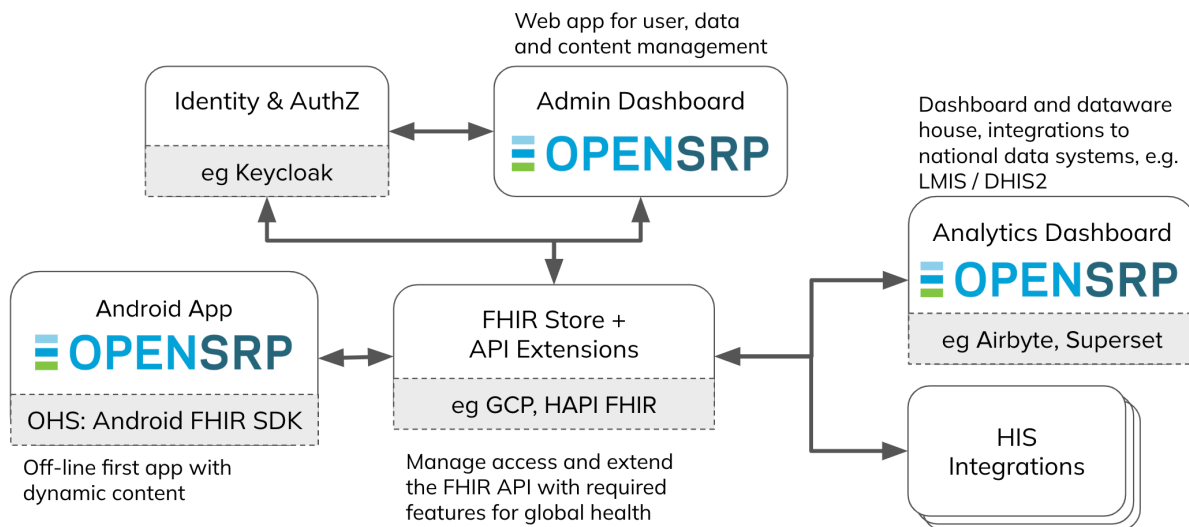 Web app for user, data
and content management
Identity & AuthZ
eg Keycloak
Admin Dashboard
OPENSRP
Dashboard and dataware
house, integrations to
national data systems, e.g.
LMIS / DHIS2
Analytics Dashboard
OPENSRP
eg Airbyte, Superset
Android App
OPENSRP
OHS: Android FHIR SDK
Off-line first app with
dynamic content
FHIR Store +
API Extensions
eg GCP, HAPI FHIR
Manage access and extend
the FHIR API with required
features for global health
HIS
Integrations